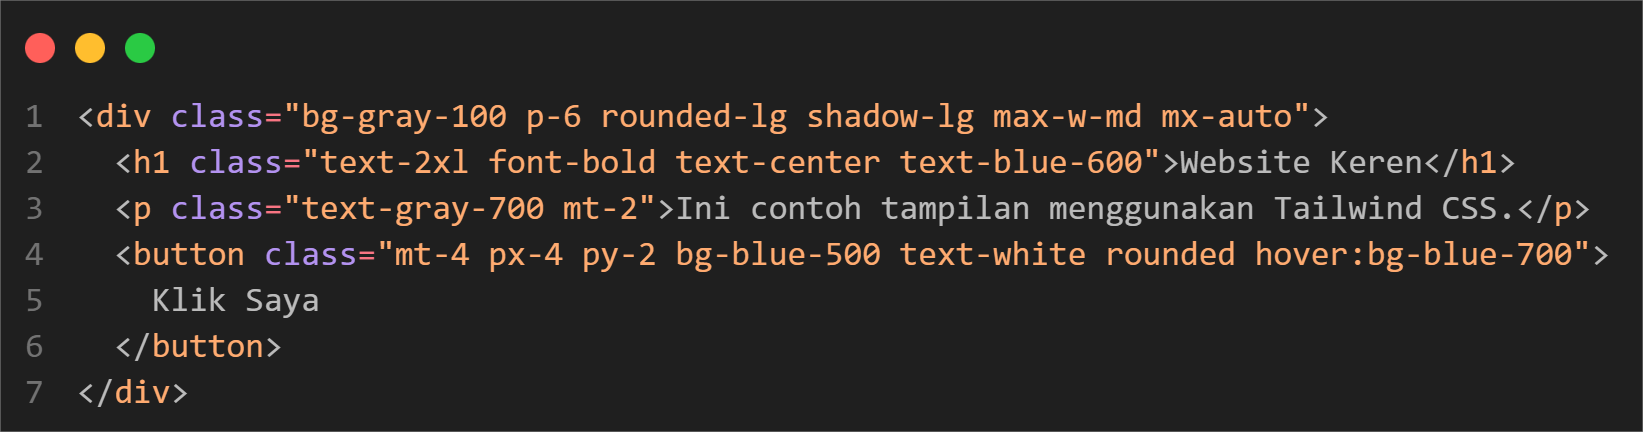 1 <div class="bg-gray-100 p-6 rounded-lg shadow-lg max-w-md mx-auto">
2   <h1 class="text-2xl font-bold text-center text-blue-600">Website Keren</h1>
3   <p class="text-gray-700 mt-2">Ini contoh tampilan menggunakan Tailwind CSS.</p>
4   <button class="mt-4 px-4 py-2 bg-blue-500 text-white rounded hover:bg-blue-700">
5     Klik Saya
6   </button>
7 </div>